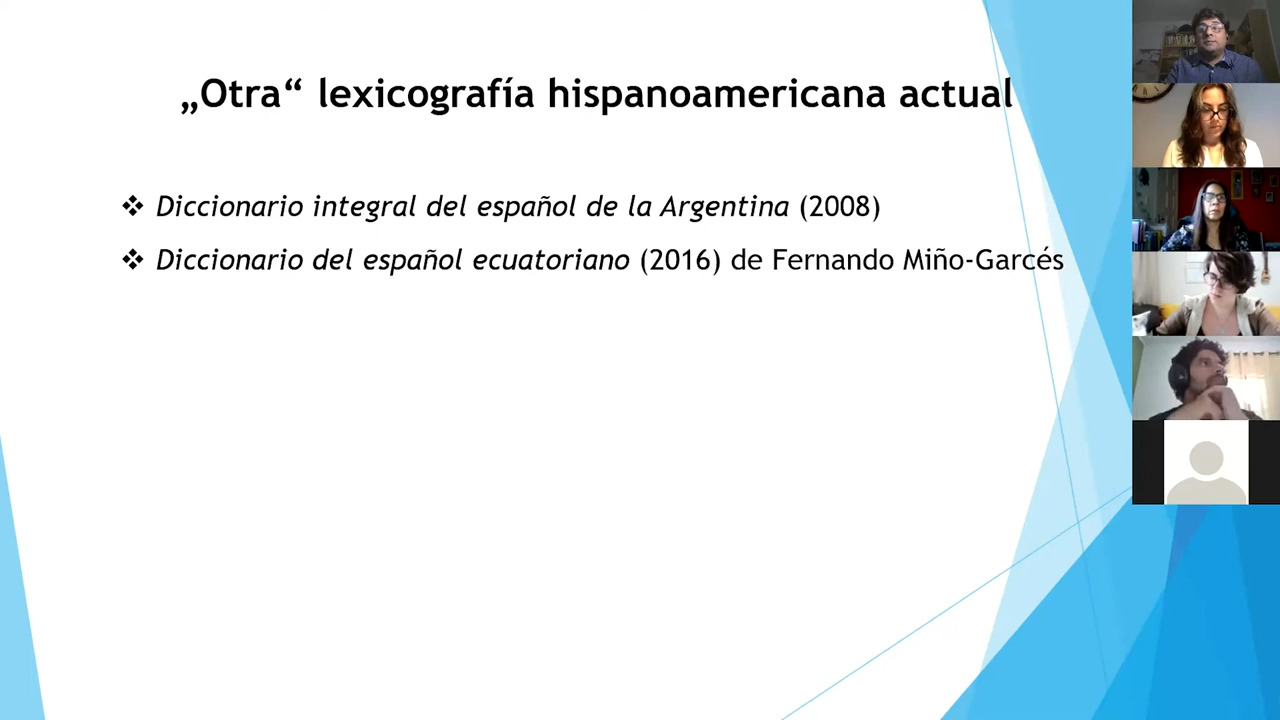 „Otra“ lexicografía hispanoamericana actual
❖ Diccionario integral del español de la Argentina (2008)
❖ Diccionario del español ecuatoriano (2016) de Fernando Miño-Garcés